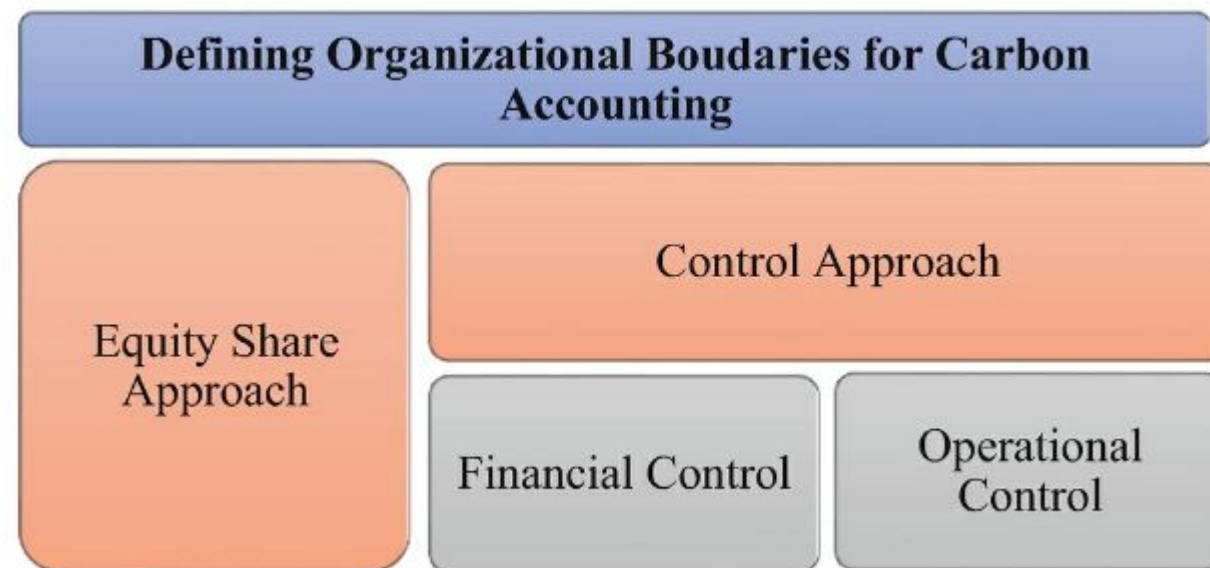 Defining Organizational Boudaries for Carbon
Accounting
Equity Share
Approach
Control Approach
Financial Control
Operational
Control